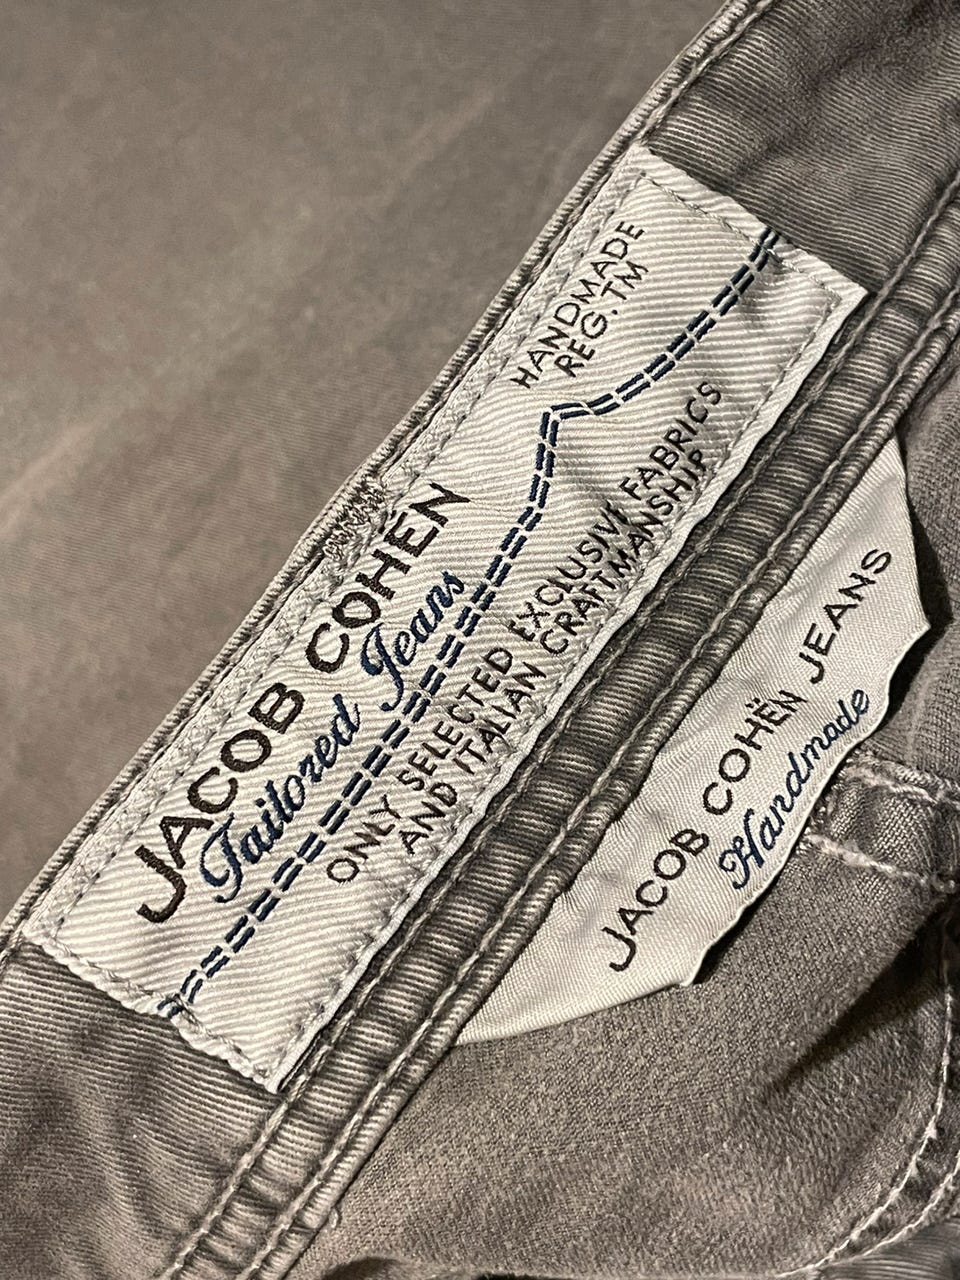 JACOB COHËN
Tailored Jeans
HANDMADE
REG. TM
ONLY SELECTED EXCLUSIVE FABRICS
AND ITALIAN CRAFTMANSHIP
JACOB COHËN JEANS
Handmade